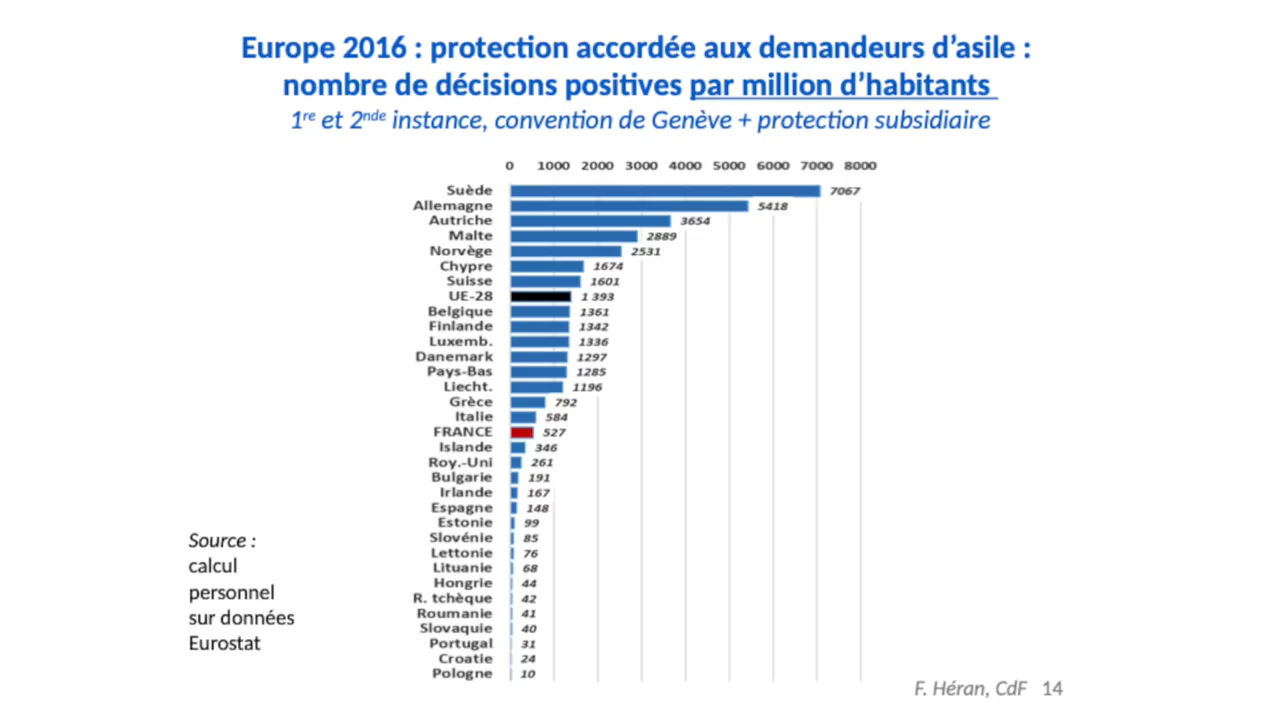 Europe 2016 : protection accordée aux demandeurs d’asile :
nombre de décisions positives par million d’habitants
1re et 2nde instance, convention de Genève + protection subsidiaire
0 1000 2000 3000 4000 5000 6000 7000 8000
Suède 7067
Allemagne 5418
Autriche 3654
Malte 2889
Norvège 2531
Chypre 1674
Suisse 1601
UE-28 1 393
Belgique 1361
Finlande 1342
Luxemb. 1336
Danemark 1297
Pays-Bas 1285
Liecht. 1196
Grèce 792
Italie 584
FRANCE 527
Islande 346
Roy.-Uni 261
Bulgarie 191
Irlande 167
Espagne 148
Estonie 99
Slovénie 85
Lettonie 76
Lituanie 68
Hongrie 44
R. tchèque 42
Roumanie 41
Slovaquie 40
Portugal 31
Croatie 24
Pologne 10
Source :
calcul
personnel
sur données
Eurostat
F. Héran, CdF 14